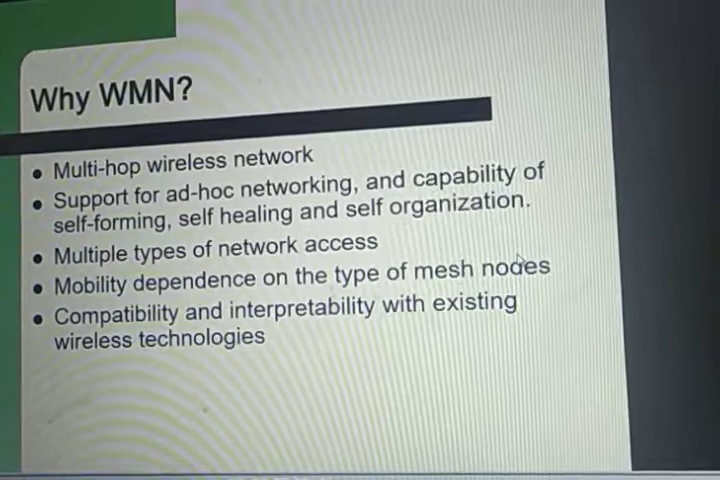 Why WMN?
• Multi-hop wireless network
• Support for ad-hoc networking, and capability of
self-forming, self healing and self organization.
• Multiple types of network access
• Mobility dependence on the type of mesh nodes
• Compatibility and interpretability with existing
wireless technologies